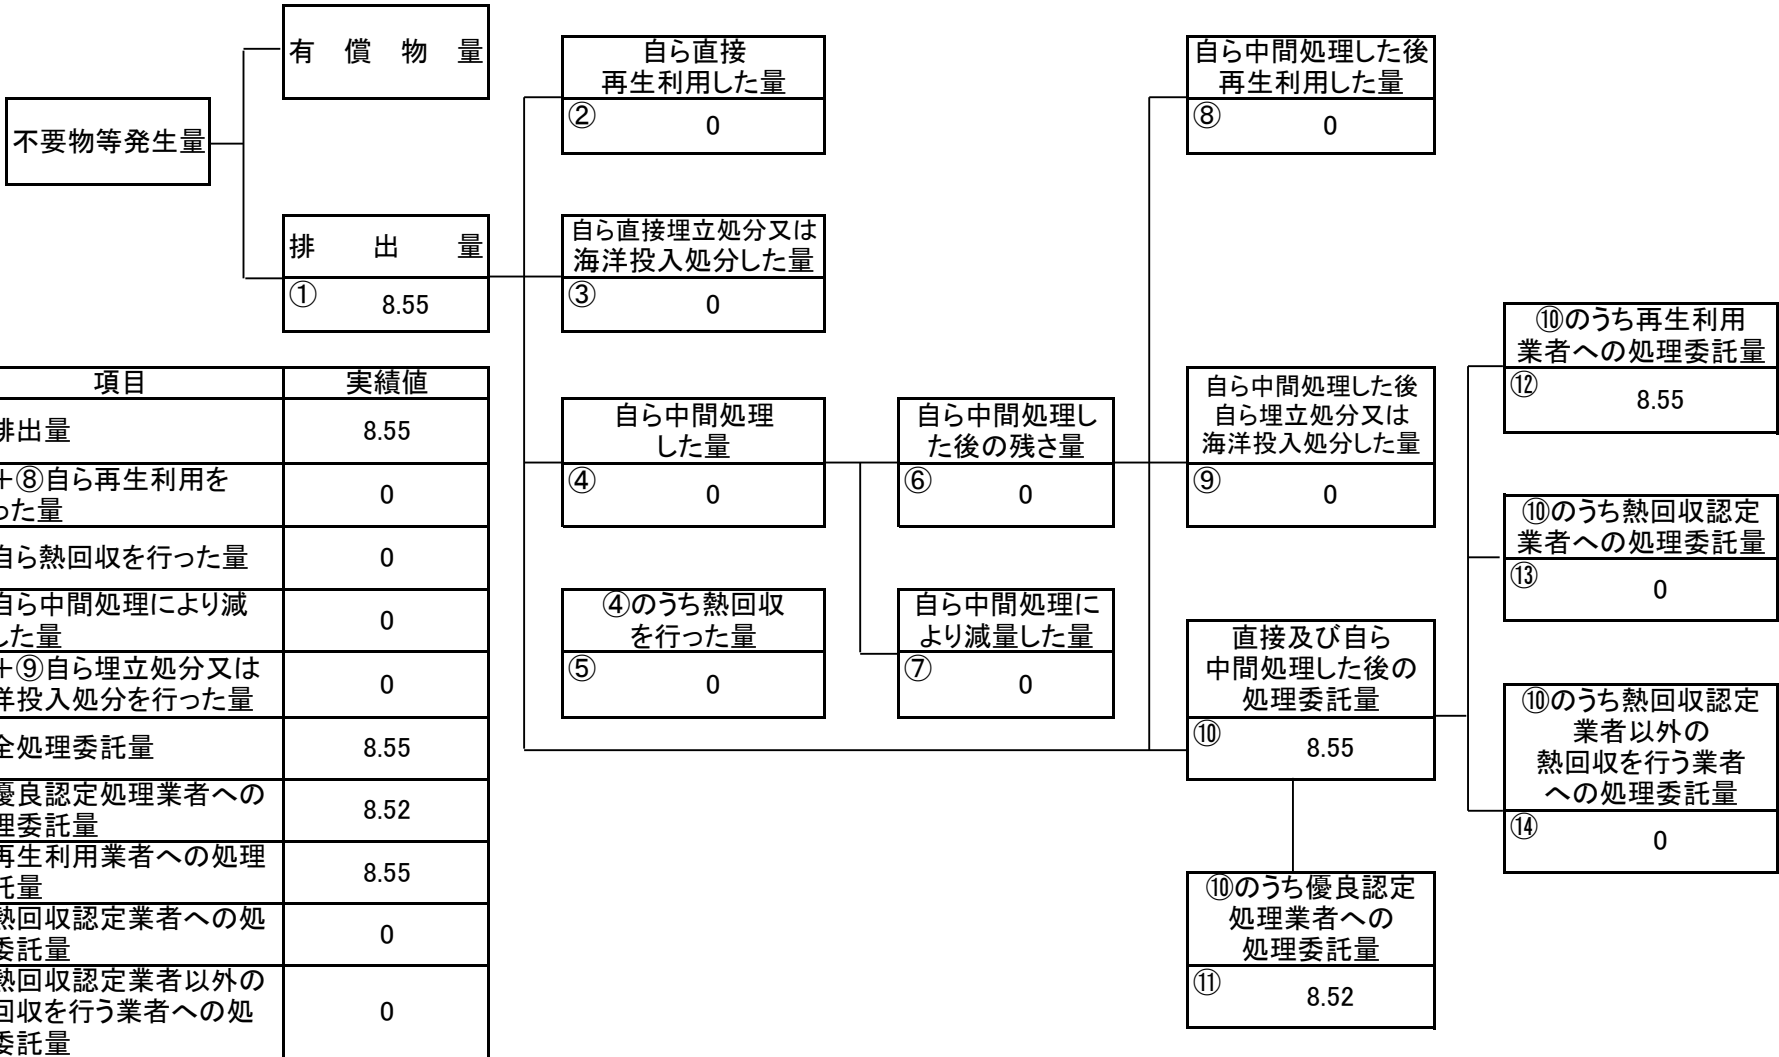 不要物等発生量
有償物量
排出量
①
8.55
自ら直接
再生利用した量
②
0
自ら直接埋立処分又は
海洋投入処分した量
③
0
自ら中間処理
した量
④
0
④のうち熱回収
を行った量
⑤
0
自ら中間処理し
た後の残さ量
⑥
0
自ら中間処理に
より減量した量
⑦
0
自ら中間処理した後
再生利用した量
⑧
0
自ら中間処理した後
自ら埋立処分又は
海洋投入処分した量
⑨
0
直接及び自ら
中間処理した後の
処理委託量
⑩
8.55
⑩のうち優良認定
処理業者への
処理委託量
⑪
8.52
⑩のうち再生利用
業者への処理委託量
⑫
8.55
⑩のうち熱回収認定
業者への処理委託量
⑬
0
⑩のうち熱回収認定
業者以外の
熱回収を行う業者
への処理委託量
⑭
0
項目 実績値
排出量 8.55
+⑧自ら再生利用を
った量 0
自ら熱回収を行った量 0
自ら中間処理により減
した量 0
+⑨自ら埋立処分又は
洋投入処分を行った量 0
全処理委託量 8.55
優良認定処理業者への
理委託量 8.52
再生利用業者への処理
託量 8.55
熱回収認定業者への処
委託量 0
熱回収認定業者以外の
回収を行う業者への処
委託量 0